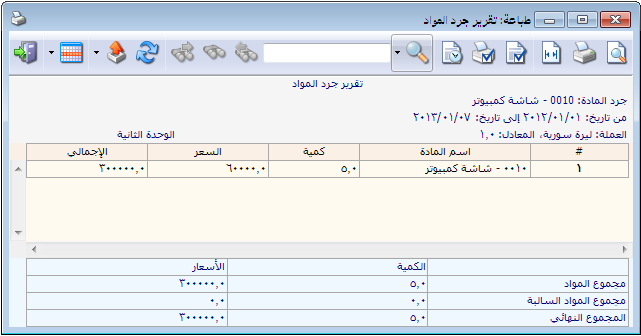 طباعة: تقرير جرد المواد
تقرير جرد المواد
جرد المادة: 0010 - شاشة كمبيوتر
من تاريخ: ٢٠١٢/٠١/٠١ إلى تاريخ: ٢٠١٣/٠١/٠٧
العملة: ليرة سورية، المعادل: ١,٠ الوحدة الثانية
# اسم المادة كمية السعر الإجمالي
١ ٠٠١٠ - شاشة كمبيوتر ٥,٠ ٦٠٠٠٠,٠ ٣٠٠٠٠٠,٠
الكمية الأسعار
مجموع المواد ٥,٠ ٣٠٠٠٠٠,٠
مجموع المواد السالبة ٠,٠ ٠,٠
المجموع النهائي ٥,٠ ٣٠٠٠٠٠,٠